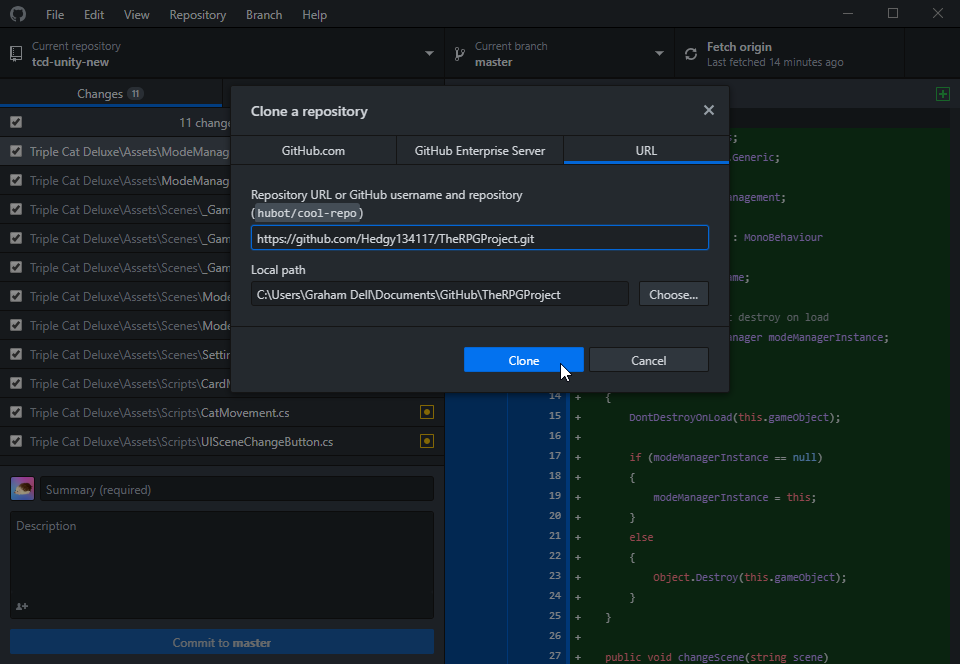 File Edit View Repository Branch Help
Current repository
tcd-unity-new
Current branch
master
Fetch origin
Last fetched 14 minutes ago
Changes 11
11 change
Triple Cat Deluxe\Assets\ModeManag
Triple Cat Deluxe\Assets\ModeManag
Triple Cat Deluxe\Assets\Scenes\_Gam
Triple Cat Deluxe\Assets\Scenes\_Gam
Triple Cat Deluxe\Assets\Scenes\_Gam
Triple Cat Deluxe\Assets\Scenes\Mode
Triple Cat Deluxe\Assets\Scenes\Mode
Triple Cat Deluxe\Assets\Scenes\Settin
Triple Cat Deluxe\Assets\Scripts\CardM
Triple Cat Deluxe\Assets\Scripts\CatMovement.cs
Triple Cat Deluxe\Assets\Scripts\UISceneChangeButton.cs
Summary (required)
Description
Commit to master
Clone a repository
GitHub.com GitHub Enterprise Server URL
Repository URL or GitHub username and repository
(hubot/cool-repo)
https://github.com/Hedgy134117/TheRPGProject.git
Local path
C:\Users\Graham Dell\Documents\GitHub\TheRPGProject
Choose...
Clone Cancel
s;
.Generic;
nagement;
: MonoBehaviour
me;
t destroy on load
nager modeManagerInstance;
14 + {
15 + DontDestroyOnLoad(this.gameObject);
16 +
17 + if (modeManagerInstance == null)
18 + {
19 + modeManagerInstance = this;
20 + }
21 + else
22 + {
23 + Object.Destroy(this.gameObject);
24 + }
25 + }
26 +
27 + public void changeScene(string scene)